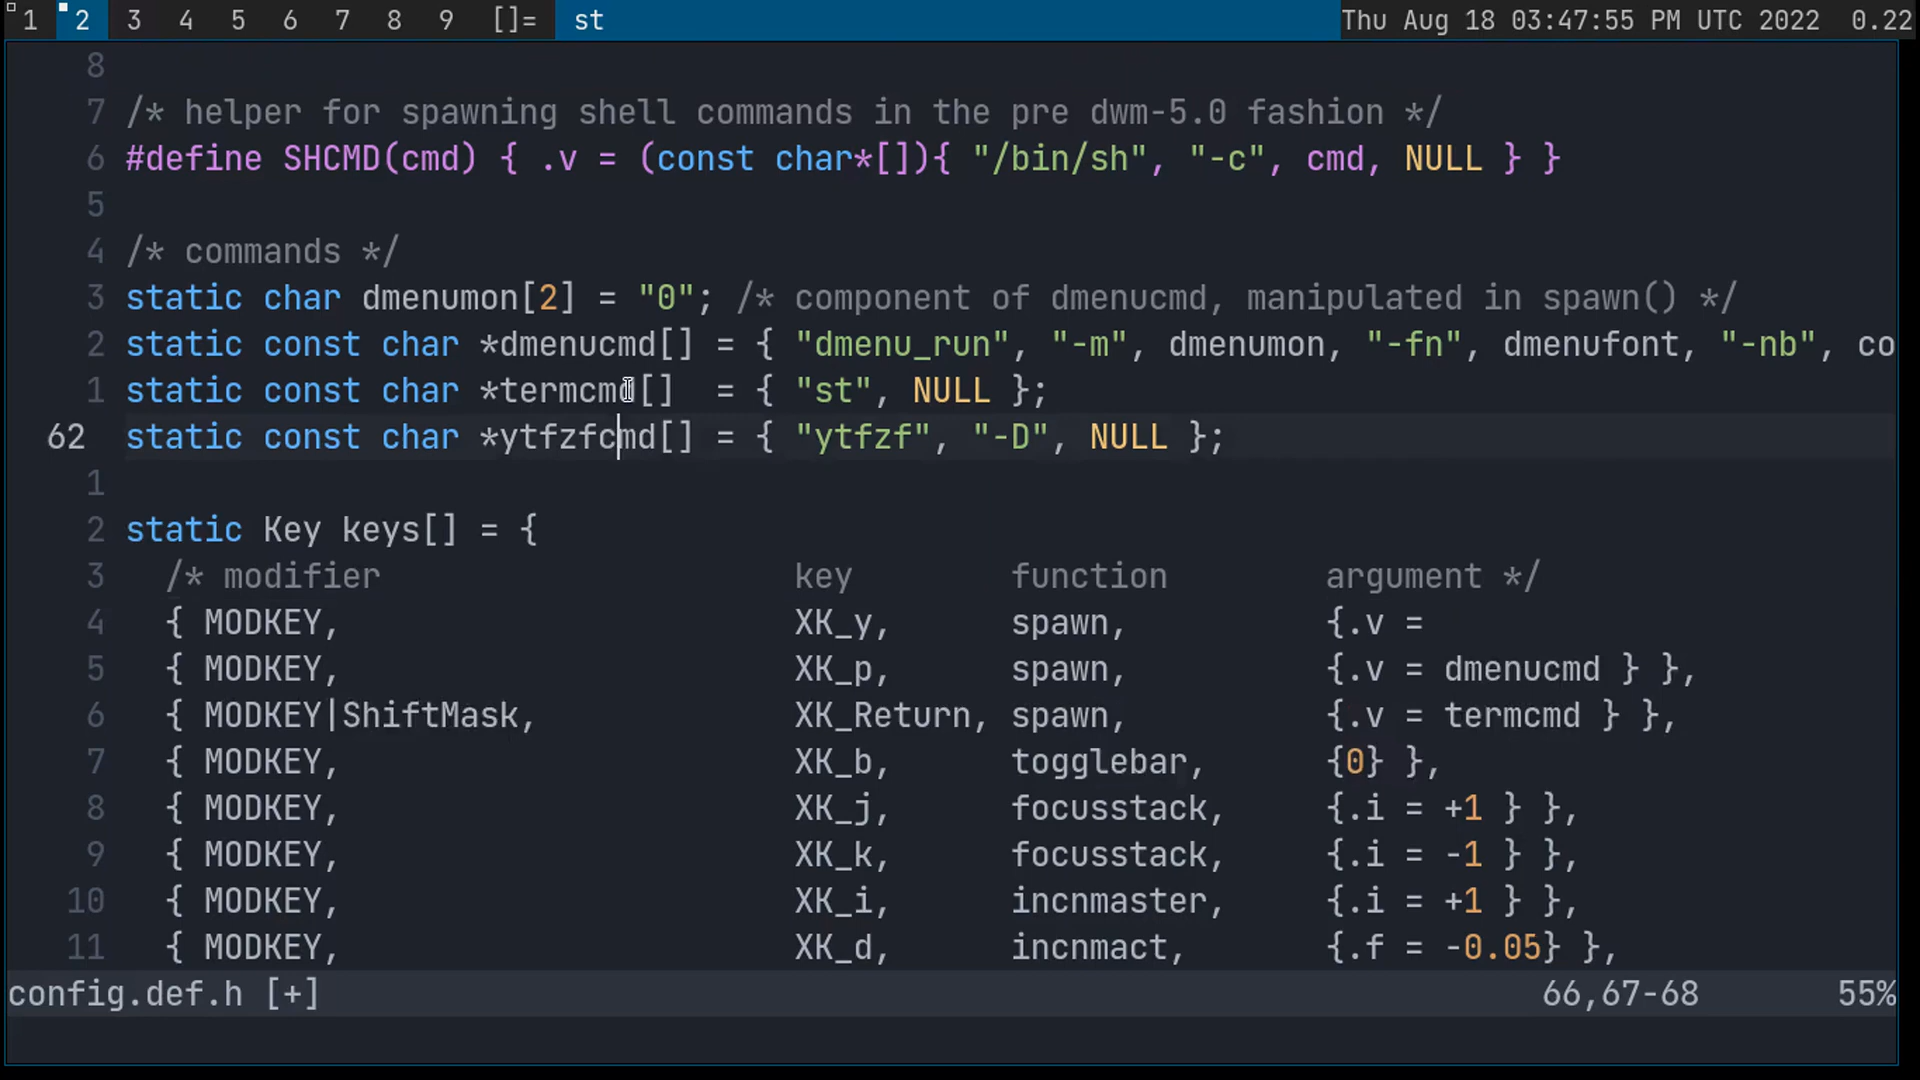 1 2 3 4 5 6 7 8 9 []= st Thu Aug 18 03:47:55 PM UTC 2022 0.22
8
7 /* helper for spawning shell commands in the pre dwm-5.0 fashion */
6 #define SHCMD(cmd) { .v = (const char*[]){ "/bin/sh", "-c", cmd, NULL } }
5
4 /* commands */
3 static char dmenumon[2] = "0"; /* component of dmenucmd, manipulated in spawn() */
2 static const char *dmenucmd[] = { "dmenu_run", "-m", dmenumon, "-fn", dmenufont, "-nb", co
1 static const char *termcmd[]  = { "st", NULL };
62 static const char *ytfzfcmd[] = { "ytfzf", "-D", NULL };
1
2 static Key keys[] = {
3   /* modifier                     key        function        argument */
4   { MODKEY,                       XK_y,      spawn,          {.v =
5   { MODKEY,                       XK_p,      spawn,          {.v = dmenucmd } },
6   { MODKEY|ShiftMask,             XK_Return, spawn,          {.v = termcmd } },
7   { MODKEY,                       XK_b,      togglebar,      {0} },
8   { MODKEY,                       XK_j,      focusstack,     {.i = +1 } },
9   { MODKEY,                       XK_k,      focusstack,     {.i = -1 } },
10   { MODKEY,                       XK_i,      incnmaster,     {.i = +1 } },
11   { MODKEY,                       XK_d,      incnmact,       {.f = -0.05} },
config.def.h [+] 66,67-68 55%